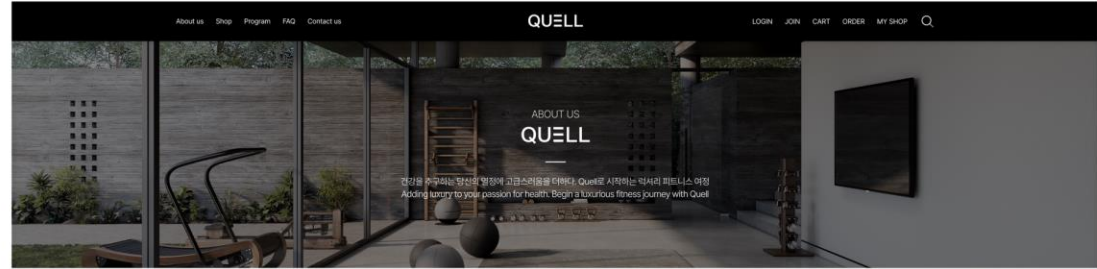 About us Shop Program FAQ Contact us QUELL LOGIN JOIN CART ORDER MY SHOP
ABOUT US
QUELL
건강을 추구하는 당신의 열정에 고급스러움을 더하다. Quell로 시작하는 럭셔리 피트니스 여정
Adding luxury to your passion for health. Begin a luxurious fitness journey with Quell